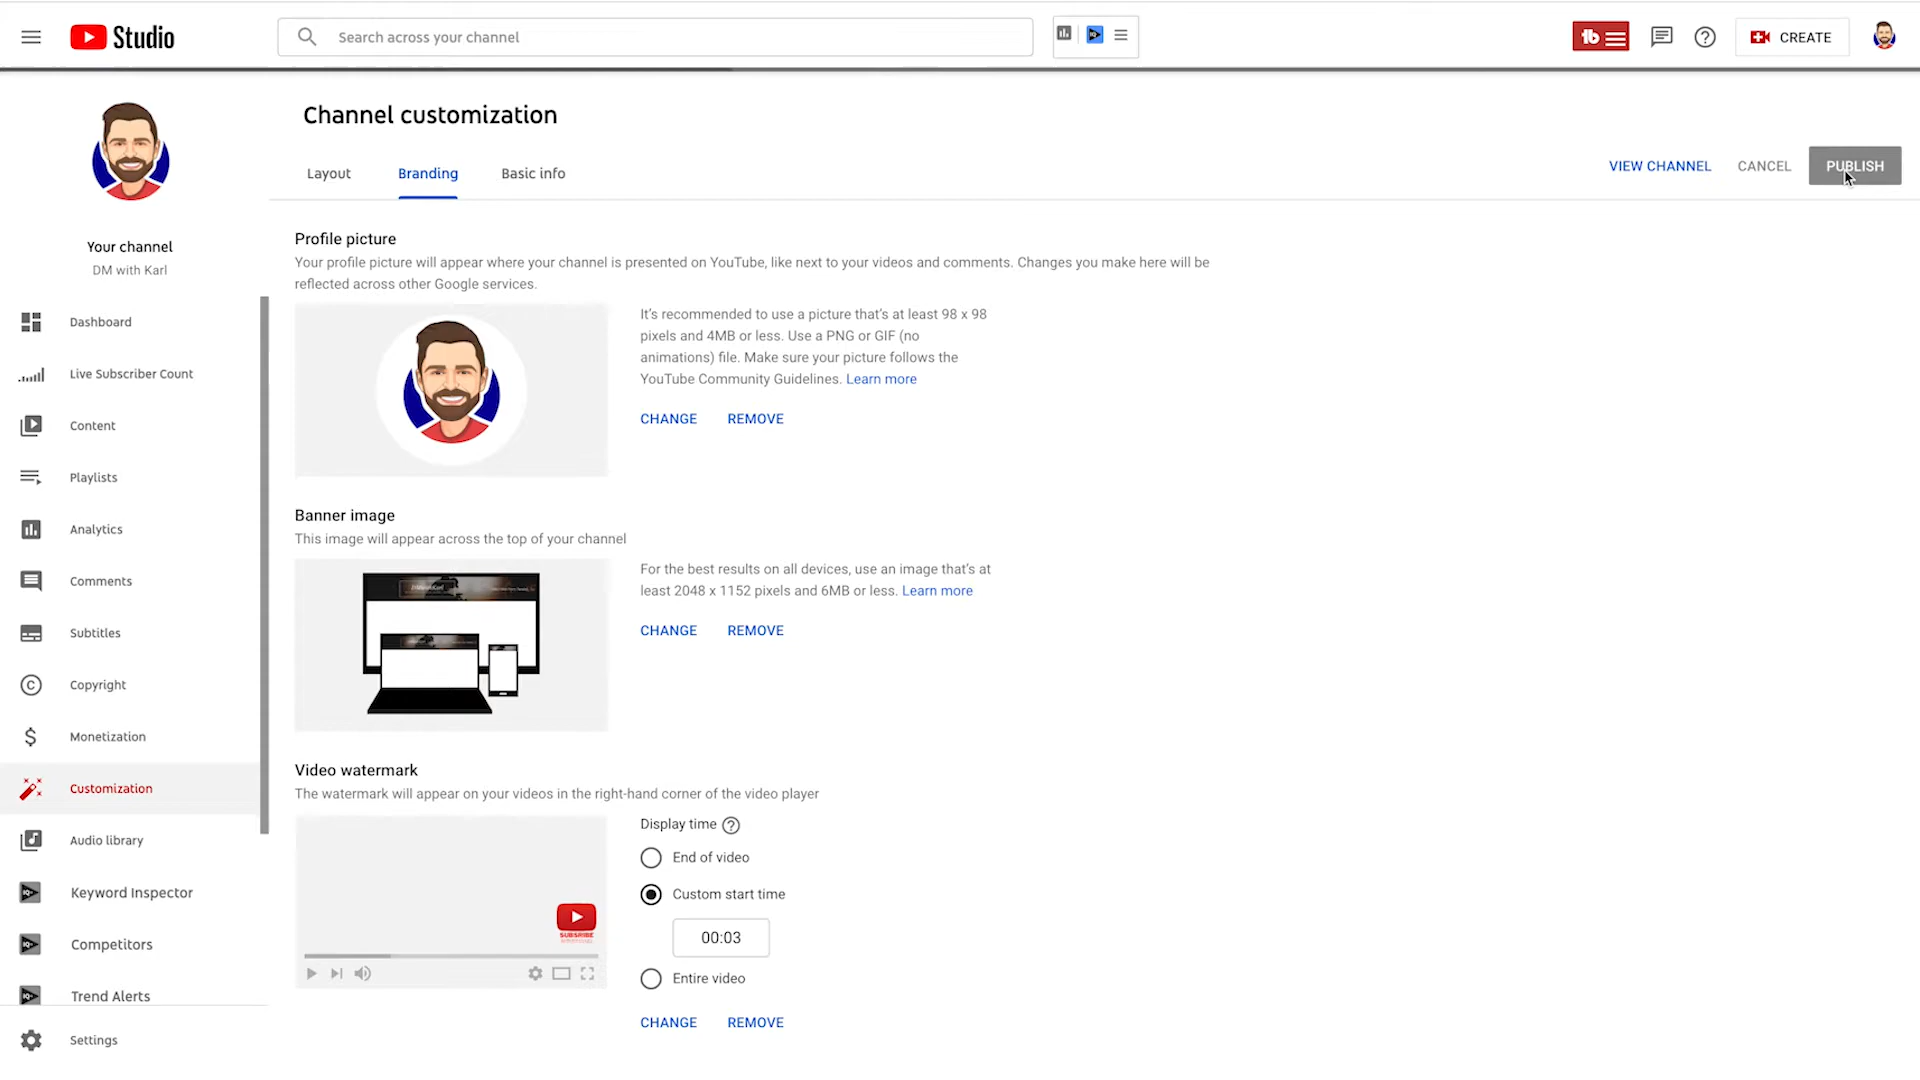 Studio
Search across your channel
CREATE
Channel customization
Layout
Branding
Basic info
VIEW CHANNEL
CANCEL
PUBLISH
Your channel
DM with Karl
Dashboard
Live Subscriber Count
Content
Playlists
Analytics
Comments
Subtitles
Copyright
Monetization
Customization
Audio library
Keyword Inspector
Competitors
Trend Alerts
Settings
Profile picture
Your profile picture will appear where your channel is presented on YouTube, like next to your videos and comments. Changes you make here will be
reflected across other Google services.
It's recommended to use a picture that's at least 98 x 98
pixels and 4MB or less. Use a PNG or GIF (no
animations) file. Make sure your picture follows the
YouTube Community Guidelines. Learn more
CHANGE
REMOVE
Banner image
This image will appear across the top of your channel
For the best results on all devices, use an image that's at
least 2048 x 1152 pixels and 6MB or less. Learn more
CHANGE
REMOVE
Video watermark
The watermark will appear on your videos in the right-hand corner of the video player
SUBSCRIBE
Display time
End of video
Custom start time
00:03
Entire video
CHANGE
REMOVE